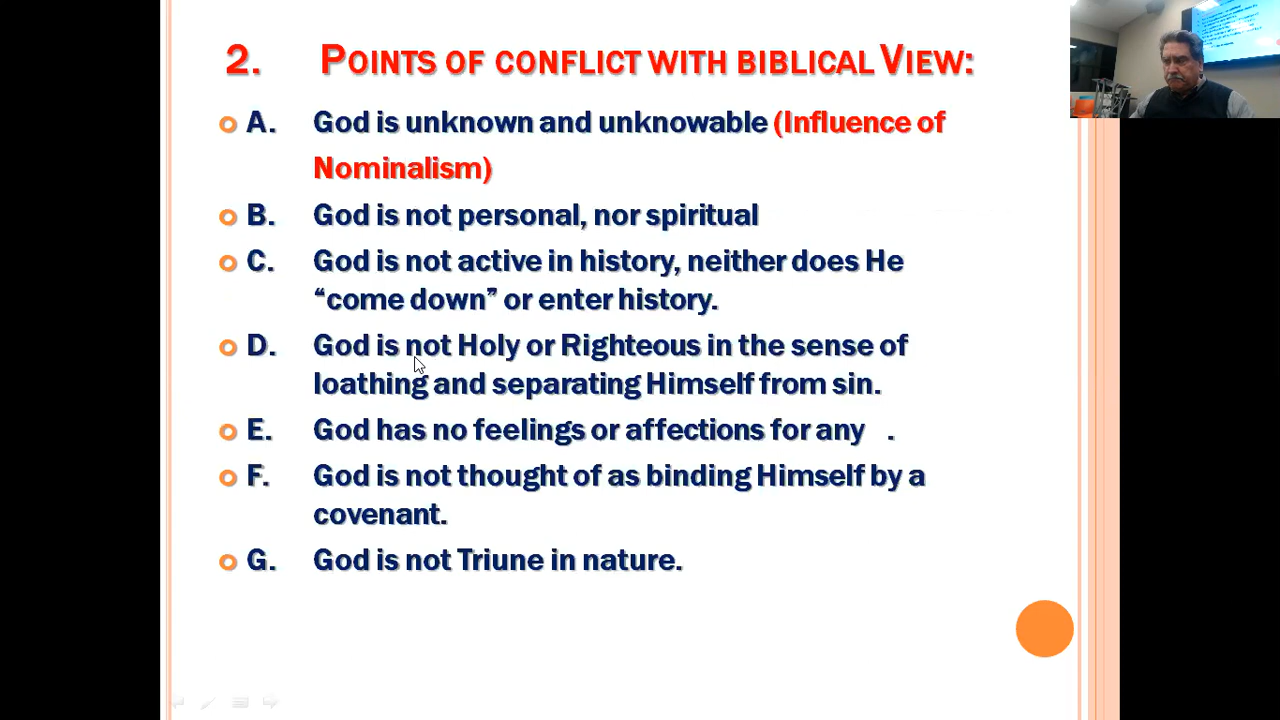 2. POINTS OF CONFLICT WITH BIBLICAL VIEW:
A. God is unknown and unknowable (Influence of
Nominalism)
B. God is not personal, nor spiritual
C. God is not active in history, neither does He
“come down” or enter history.
D. God is not Holy or Righteous in the sense of
loathing and separating Himself from sin.
E. God has no feelings or affections for any .
F. God is not thought of as binding Himself by a
covenant.
G. God is not Triune in nature.